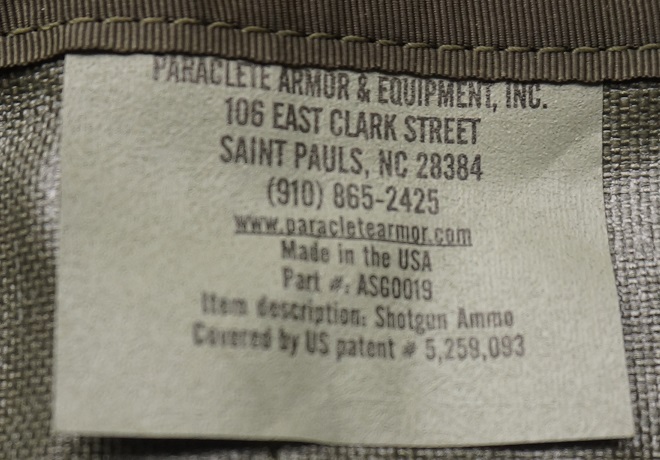 PARACLETE ARMOR & EQUIPMENT, INC.
106 EAST CLARK STREET
SAINT PAULS, NC 28384
(910) 865-2425
www.paracletearmor.com
Made in the USA
Part #: ASG0019
Item description: Shotgun Ammo
Covered by US patent # 5,259,093